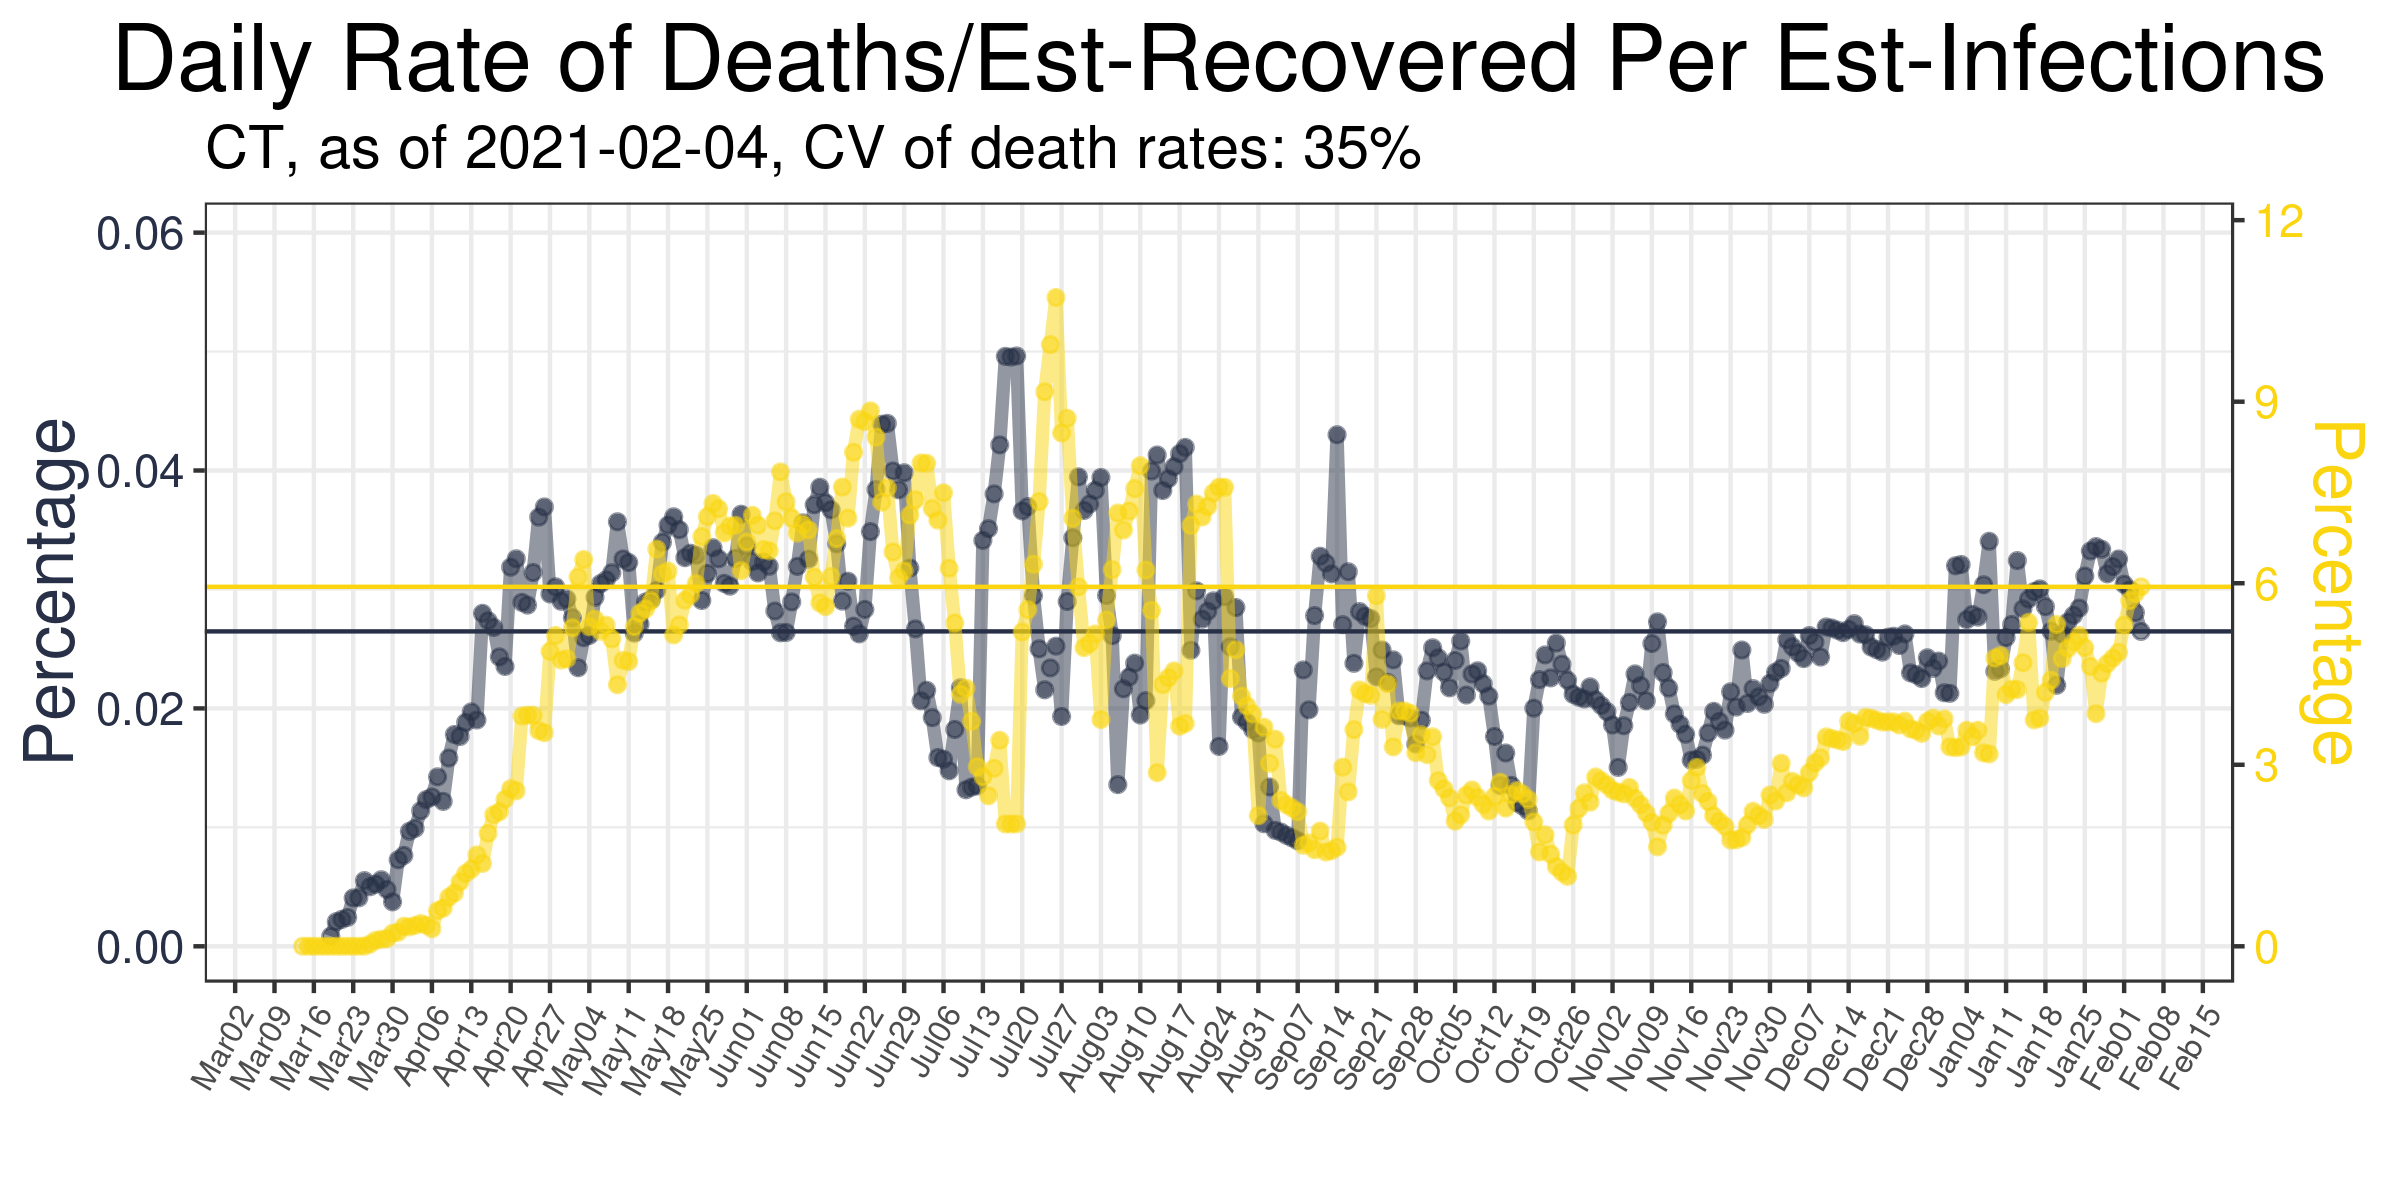 Daily Rate of Deaths/Est-Recovered Per Est-Infections
CT, as of 2021-02-04, CV of death rates: 35%
Percentage
0.06
0.04
0.02
0.00
12
9
6
3
0
Percentage
Mar02 Mar09 Mar16 Mar23 Mar30 Apr06 Apr13 Apr20 Apr27 May04 May11 May18 May25 Jun01 Jun08 Jun15 Jun22 Jun29 Jul06 Jul13 Jul20 Jul27 Aug03 Aug10 Aug17 Aug24 Aug31 Sep07 Sep14 Sep21 Sep28 Oct05 Oct12 Oct19 Oct26 Nov02 Nov09 Nov16 Nov23 Nov30 Dec07 Dec14 Dec21 Dec28 Jan04 Jan11 Jan18 Jan25 Feb01 Feb08 Feb15